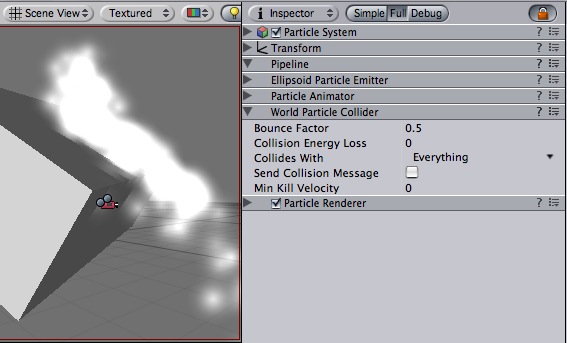 Scene View Textured Inspector Simple Full Debug
Particle System ?
Transform ?
Pipeline ?
Ellipsoid Particle Emitter ?
Particle Animator ?
World Particle Collider ?
Bounce Factor 0.5
Collision Energy Loss 0
Collides With Everything
Send Collision Message
Min Kill Velocity 0
Particle Renderer ?